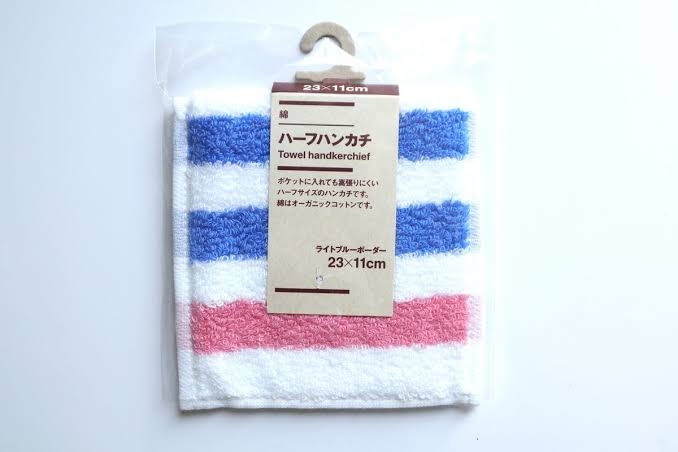 23×11cm
綿
ハーフハンカチ
Towel handkerchief
ポケットに入れても嵩張りにくい
ハーフサイズのハンカチです。
綿はオーガニックコットンです。
ライトブルーボーダー
23×11cm